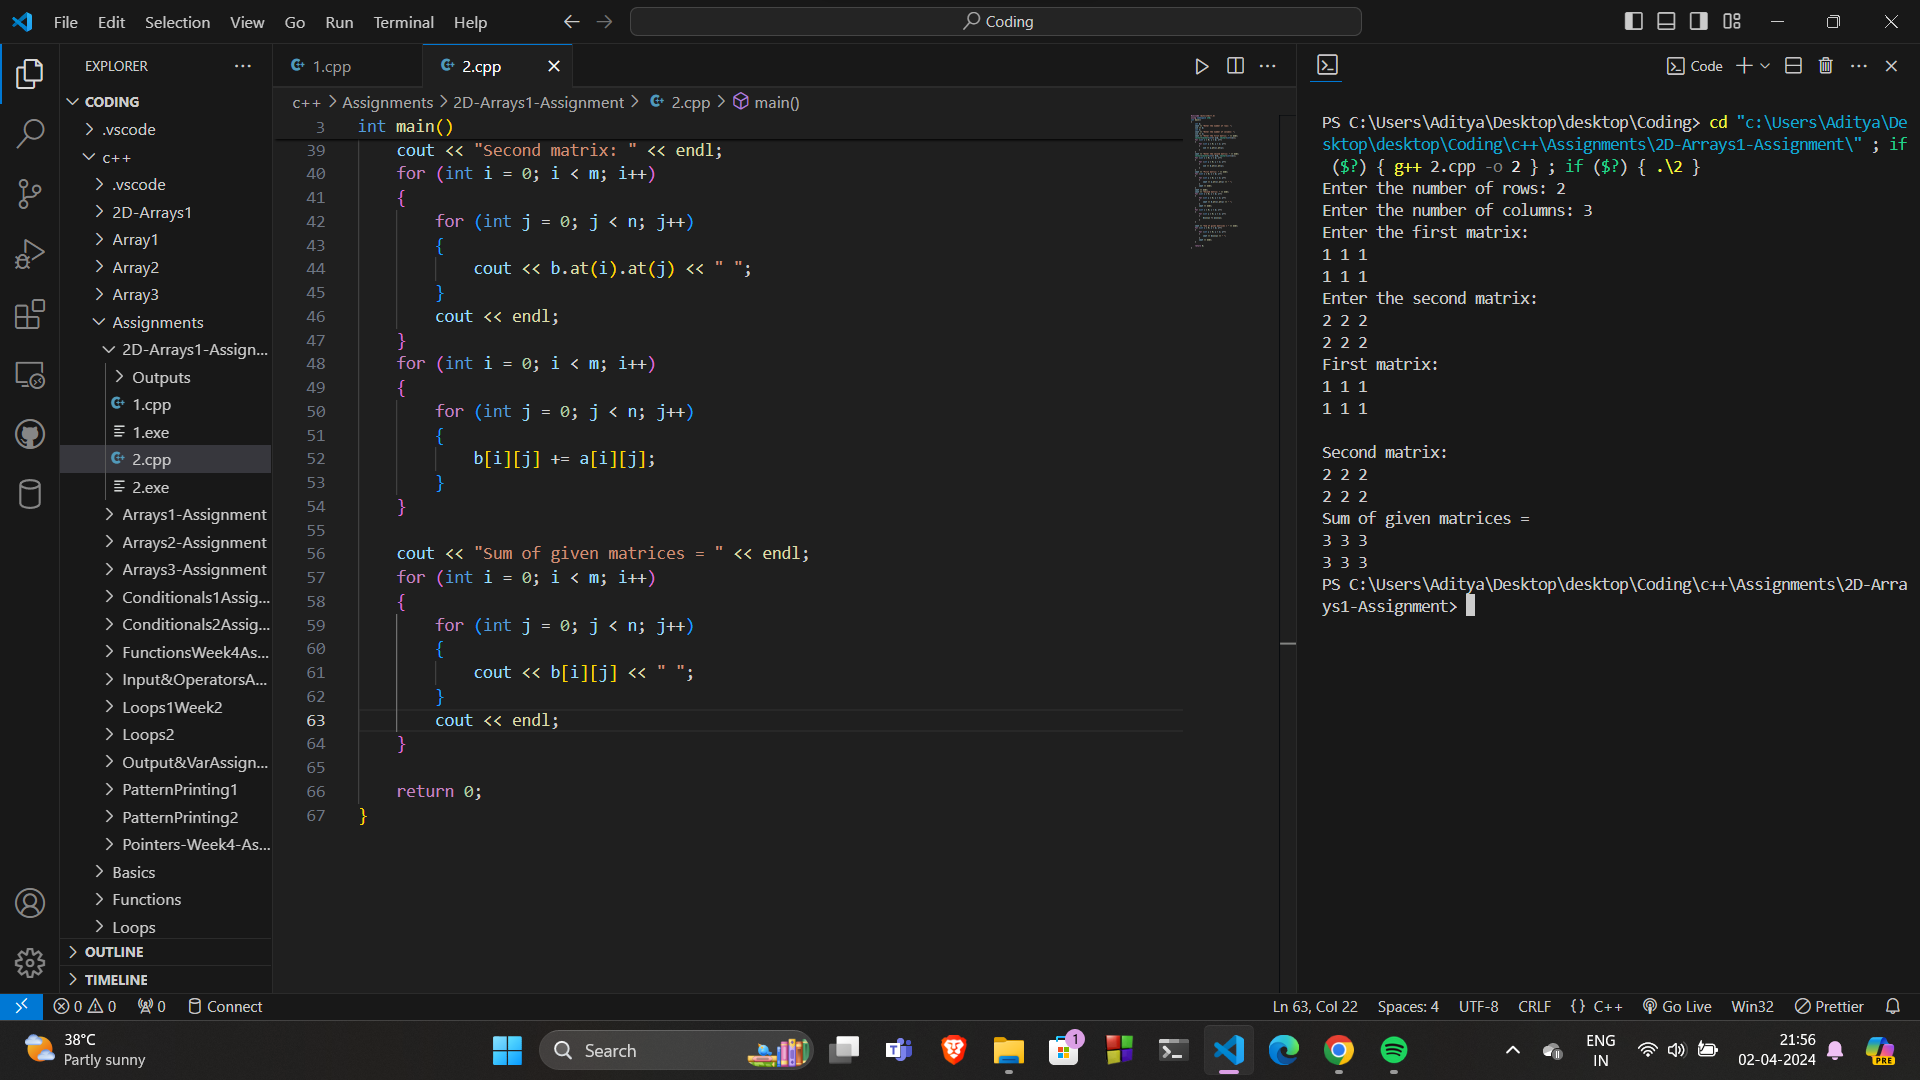 File Edit Selection View Go Run Terminal Help
Coding
EXPLORER
CODING
.vscode
c++
.vscode
2D-Arrays1
Array1
Array2
Array3
Assignments
2D-Arrays1-Assign...
Outputs
1.cpp
1.exe
2.cpp
2.exe
Arrays1-Assignment
Arrays2-Assignment
Arrays3-Assignment
Conditionals1Assig...
Conditionals2Assig...
FunctionsWeek4As...
Input&OperatorsA...
Loops1Week2
Loops2
Output&VarAssign...
PatternPrinting1
PatternPrinting2
Pointers-Week4-As...
Basics
Functions
Loops
OUTLINE
TIMELINE
1.cpp
2.cpp
c++ > Assignments > 2D-Arrays1-Assignment > 2.cpp > main()
3 int main()
39 cout << "Second matrix: " << endl;
40 for (int i = 0; i < m; i++)
41 {
42 for (int j = 0; j < n; j++)
43 {
44 cout << b.at(i).at(j) << " ";
45 }
46 cout << endl;
47 }
48 for (int i = 0; i < m; i++)
49 {
50 for (int j = 0; j < n; j++)
51 {
52 b[i][j] += a[i][j];
53 }
54 }
55
56 cout << "Sum of given matrices = " << endl;
57 for (int i = 0; i < m; i++)
58 {
59 for (int j = 0; j < n; j++)
60 {
61 cout << b[i][j] << " ";
62 }
63 cout << endl;
64 }
65
66 return 0;
67 }
Code
PS C:\Users\Aditya\Desktop\desktop\Coding> cd "c:\Users\Aditya\De
sktop\desktop\Coding\c++\Assignments\2D-Arrays1-Assignment\" ; if
($?) { g++ 2.cpp -o 2 } ; if ($?) { .\2 }
Enter the number of rows: 2
Enter the number of columns: 3
Enter the first matrix:
1 1 1
1 1 1
Enter the second matrix:
2 2 2
2 2 2
First matrix:
1 1 1
1 1 1
Second matrix:
2 2 2
2 2 2
Sum of given matrices =
3 3 3
3 3 3
PS C:\Users\Aditya\Desktop\desktop\Coding\c++\Assignments\2D-Arra
ys1-Assignment>
0 0 0 Connect
Ln 63, Col 22 Spaces: 4 UTF-8 CRLF {} C++ Go Live Win32 Prettier
38°C
Partly sunny
Search
1
ENG
IN
21:56
02-04-2024
PRE